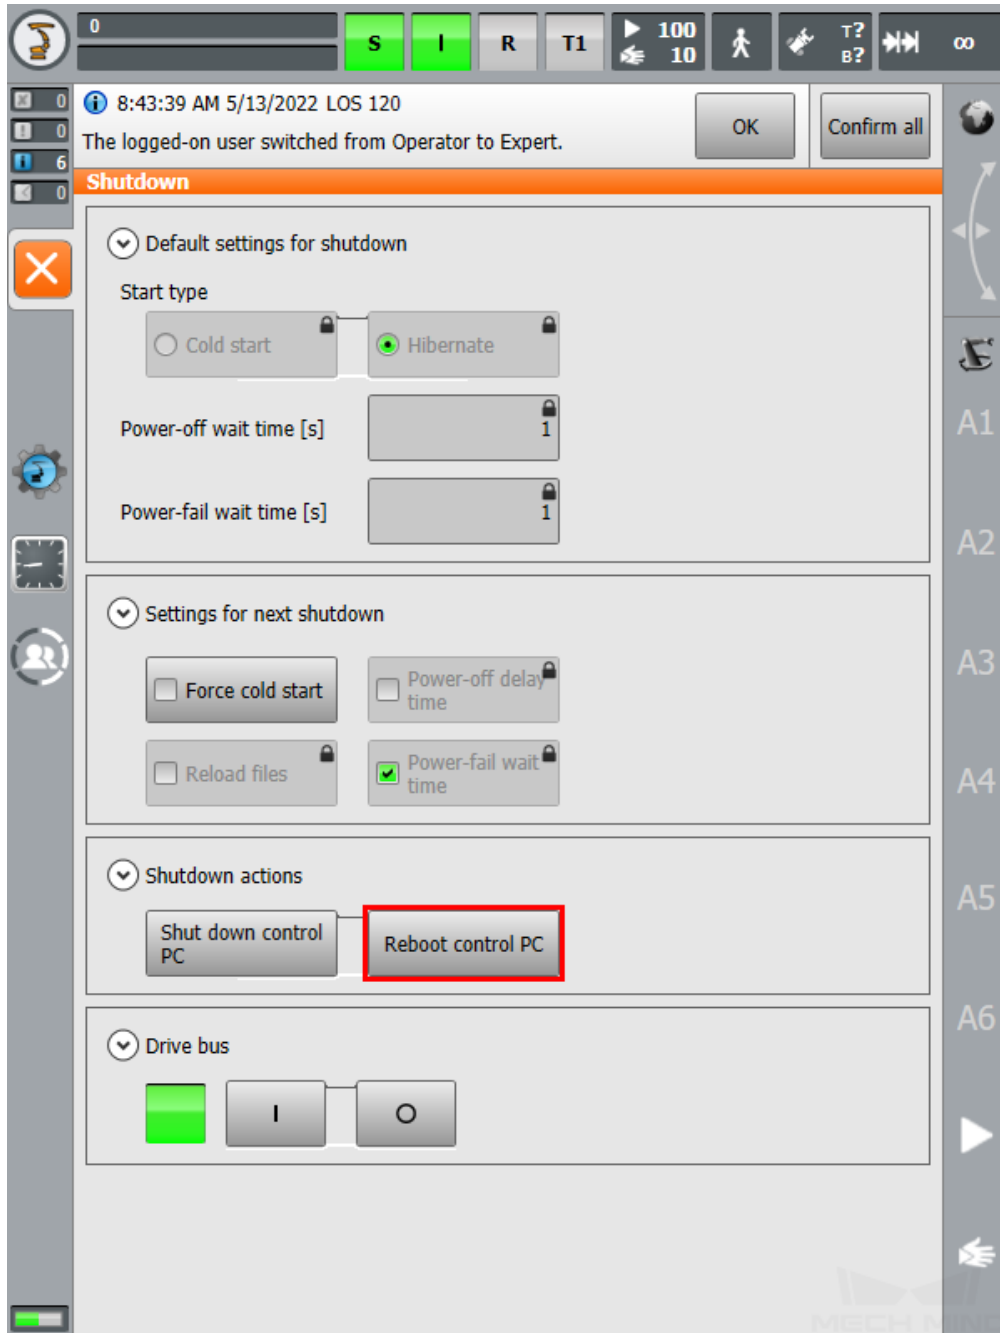 0
S I R T1 100 10 T? B? ∞
0
0
6
0
8:43:39 AM 5/13/2022 LOS 120
The logged-on user switched from Operator to Expert.
OK
Confirm all
Shutdown
Default settings for shutdown
Start type
Cold start
Hibernate
Power-off wait time [s]
1
Power-fail wait time [s]
1
Settings for next shutdown
Force cold start
Power-off delay
time
Reload files
Power-fail wait
time
Shutdown actions
Shut down control
PC
Reboot control PC
Drive bus
I
O
A1
A2
A3
A4
A5
A6
MECH MIND